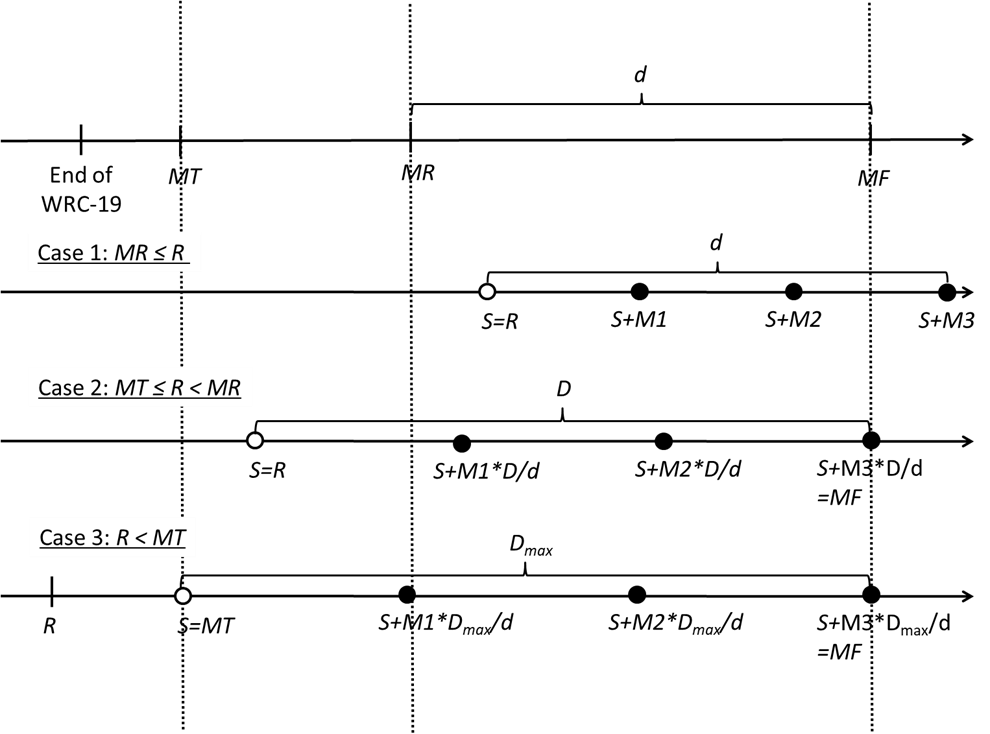 d
End of
WRC-19
MT
MR
MF
Case 1: MR ≤ R
d
S=R
S+M1
S+M2
S+M3
Case 2: MT ≤ R < MR
D
S=R
S+M1*D/d
S+M2*D/d
S+M3*D/d
=MF
Case 3: R < MT
Dmax
R
S=MT
S+M1*Dmax/d
S+M2*Dmax/d
S+M3*Dmax/d
=MF